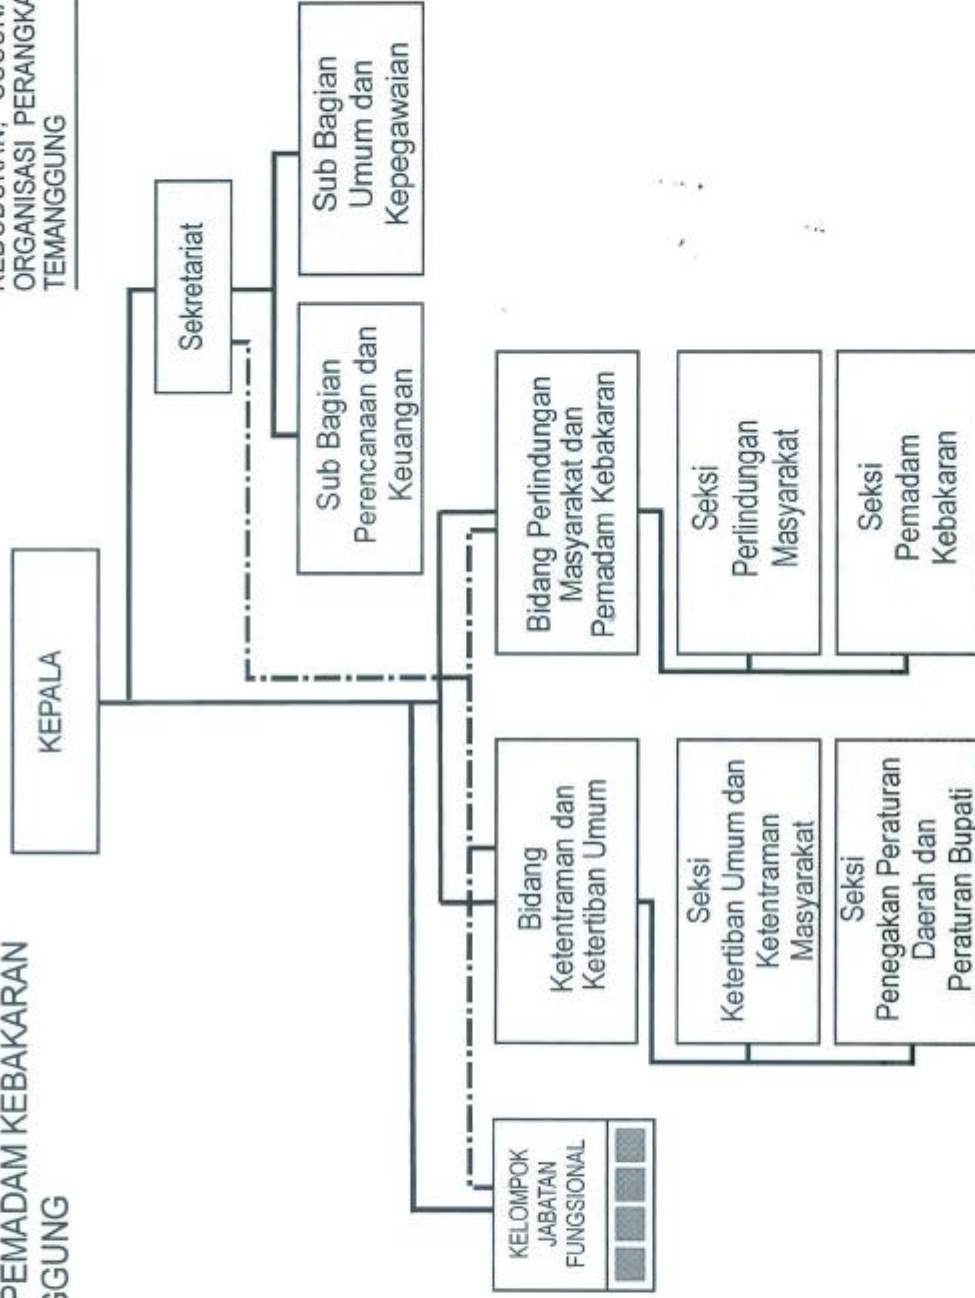 PEMADAM KEBAKARAN
GGUNG
ORGANISASI PERANGKA
TEMANGGUNG
KEPALA
Sekretariat
Sub Bagian
Perencanaan dan
Keuangan
Sub Bagian
Umum dan
Kepegawaian
KELOMPOK
JABATAN
FUNGSIONAL
Bidang
Ketentraman dan
Ketertiban Umum
Bidang Perlindungan
Masyarakat dan
Pemadam Kebakaran
Seksi
Ketertiban Umum dan
Ketentraman
Masyarakat
Seksi
Perlindungan
Masyarakat
Seksi
Penegakan Peraturan
Daerah dan
Peraturan Bupati
Seksi
Pemadam
Kebakaran